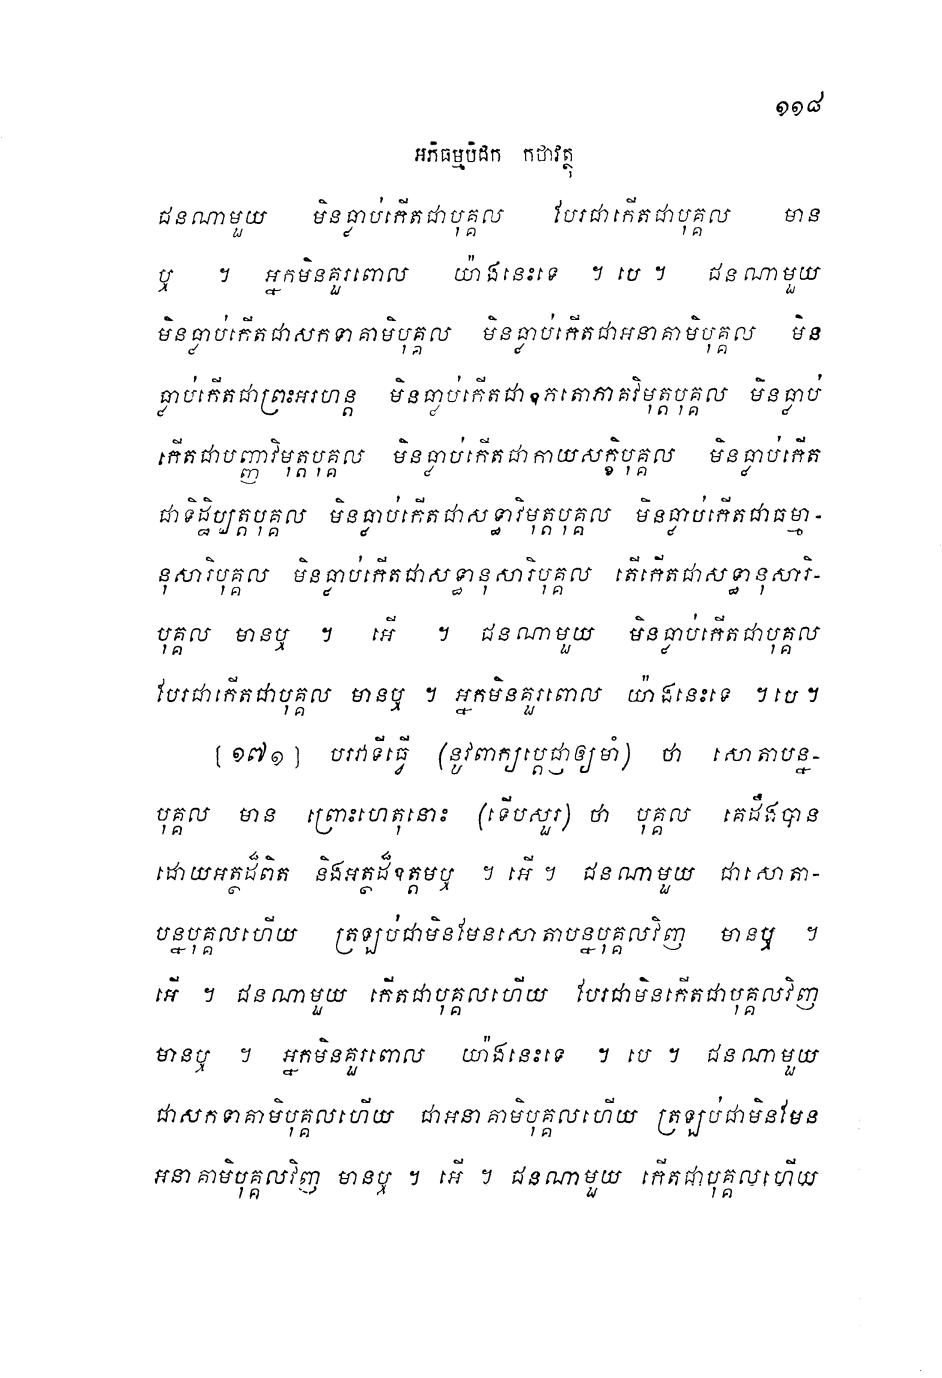 ១១៨
អភិធម្មបិដក កថាវត្ថុ
ជនណាមួយ មិនធ្លាប់កើតជាបុគ្គល បែរជាកើតជាបុគ្គល មាន
ឬ ។ អ្នកមិនគួរពោល យ៉ាងនេះទេ ។ បេ ។ ជនណាមួយ
មិនធ្លាប់កើតជាសកទាគាមិបុគ្គល មិនធ្លាប់កើតជាអនាគាមិបុគ្គល មិន
ធ្លាប់កើតជាព្រះអរហន្ត មិនធ្លាប់កើតជាឧភតោភាគវិមុត្តបុគ្គល មិនធ្លាប់
កើតជាបញ្ញាវិមុត្តបុគ្គល មិនធ្លាប់កើតជាកាយសក្ខិបុគ្គល មិនធ្លាប់កើត
ជាទិដ្ឋិប្បត្តបុគ្គល មិនធ្លាប់កើតជាសទ្ធាវិមុត្តបុគ្គល មិនធ្លាប់កើតជាធម្មា-
នុសារិបុគ្គល មិនធ្លាប់កើតជាសទ្ធានុសារិបុគ្គល តើកើតជាសទ្ធានុសារិ-
បុគ្គល មានឬ ។ អើ ។ ជនណាមួយ មិនធ្លាប់កើតជាបុគ្គល
បែរជាកើតជាបុគ្គល មានឬ ។ អ្នកមិនគួរពោល យ៉ាងនេះទេ ។ បេ ។
[១៧១] បរវាទីធ្វើ (នូវពាក្យប្តេជ្ញាឲ្យមាំ) ថា សោតាបន្ន-
បុគ្គល មាន ព្រោះហេតុនោះ (ទើបសួរ) ថា បុគ្គល គេដឹងបាន
ដោយអត្ថដ៏ពិត និងអត្ថដ៏ឧត្តមឬ ។ អើ ។ ជនណាមួយ ជាសោតា-
បន្នបុគ្គលហើយ ត្រឡប់ជាមិនមែនសោតាបន្នបុគ្គលវិញ មានឬ ។
អើ ។ ជនណាមួយ កើតជាបុគ្គលហើយ បែរជាមិនកើតជាបុគ្គលវិញ
មានឬ ។ អ្នកមិនគួរពោល យ៉ាងនេះទេ ។ បេ ។ ជនណាមួយ
ជាសកទាគាមិបុគ្គលហើយ ជាអនាគាមិបុគ្គលហើយ ត្រឡប់ជាមិនមែន
អនាគាមិបុគ្គលវិញ មានឬ ។ អើ ។ ជនណាមួយ កើតជាបុគ្គលហើយ